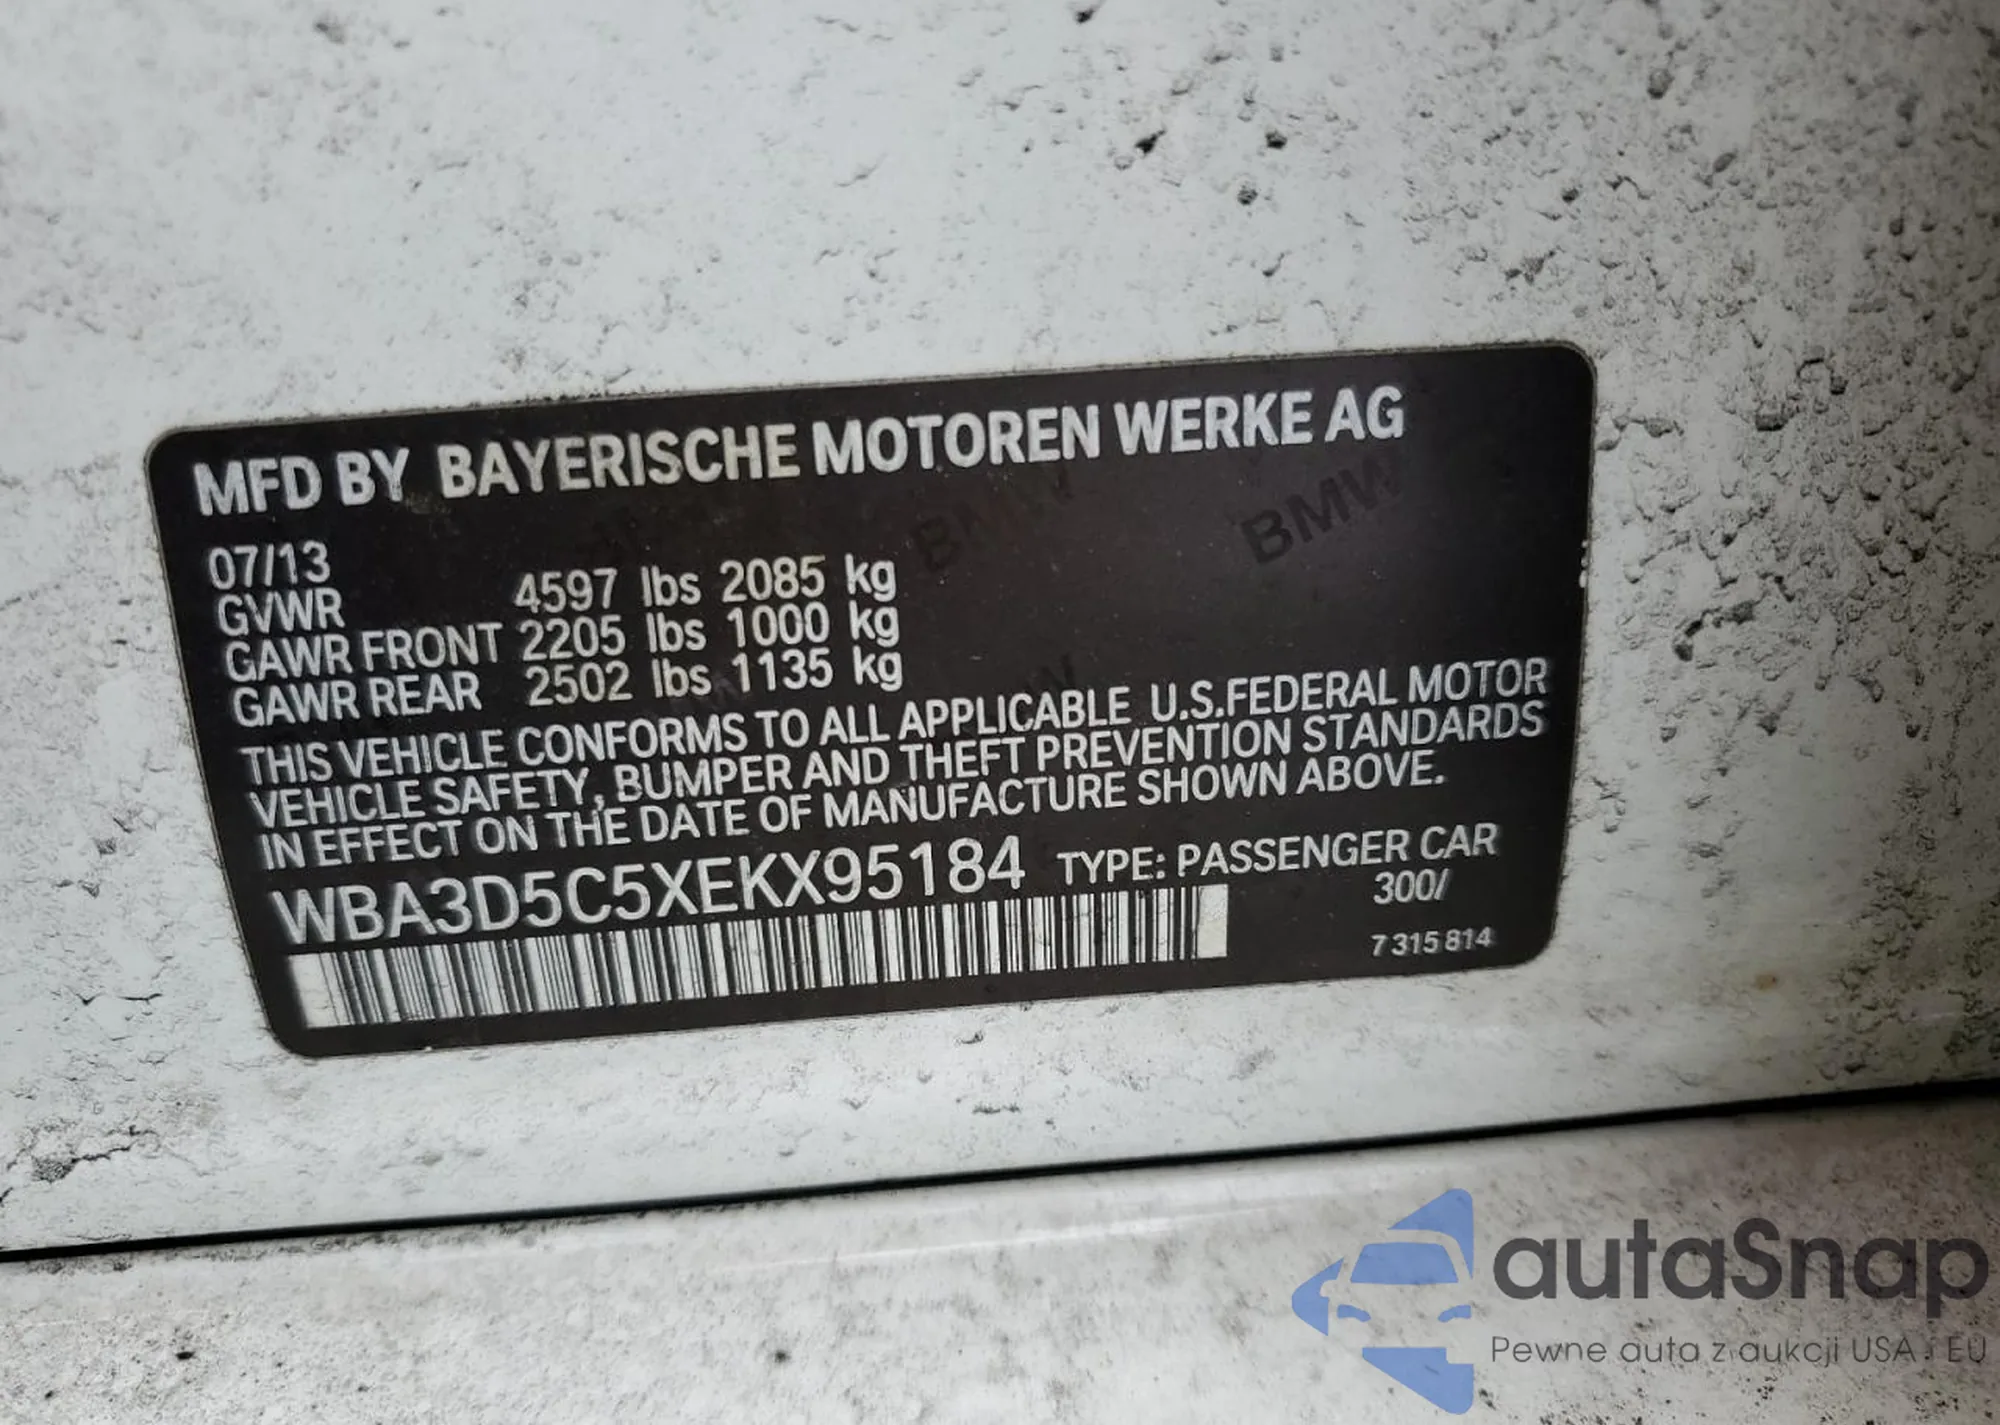 MFD BY BAYERISCHE MOTOREN WERKE AG
BMW BMW
07/13
GVWR 4597 lbs 2085 kg
GAWR FRONT 2205 lbs 1000 kg
GAWR REAR 2502 lbs 1135 kg
THIS VEHICLE CONFORMS TO ALL APPLICABLE U.S.FEDERAL MOTOR
VEHICLE SAFETY, BUMPER AND THEFT PREVENTION STANDARDS
IN EFFECT ON THE DATE OF MANUFACTURE SHOWN ABOVE.
WBA3D5C5XEKX95184 TYPE: PASSENGER CAR
300/
7 315 814
autaSnap
Pewne auta z aukcji USA i EU